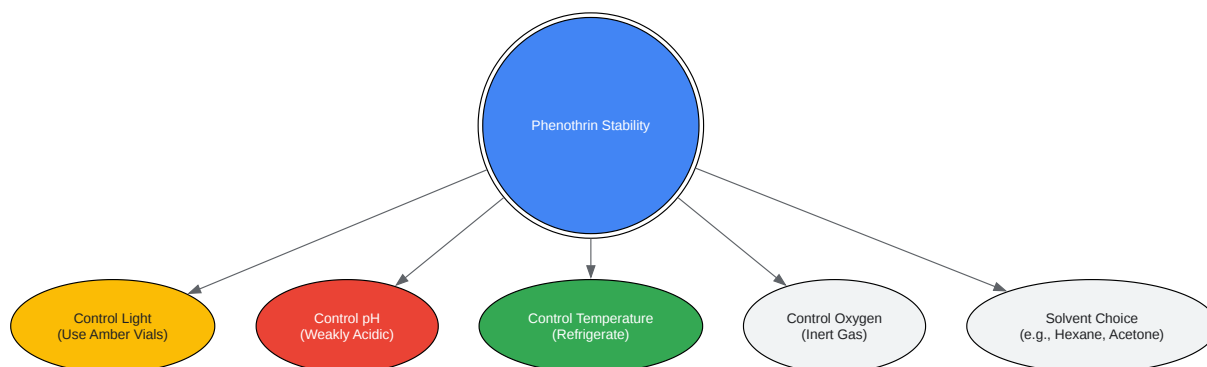 Phenothrin Stability
Control Light
(Use Amber Vials)
Control pH
(Weakly Acidic)
Control Temperature
(Refrigerate)
Control Oxygen
(Inert Gas)
Solvent Choice
(e.g., Hexane, Acetone)